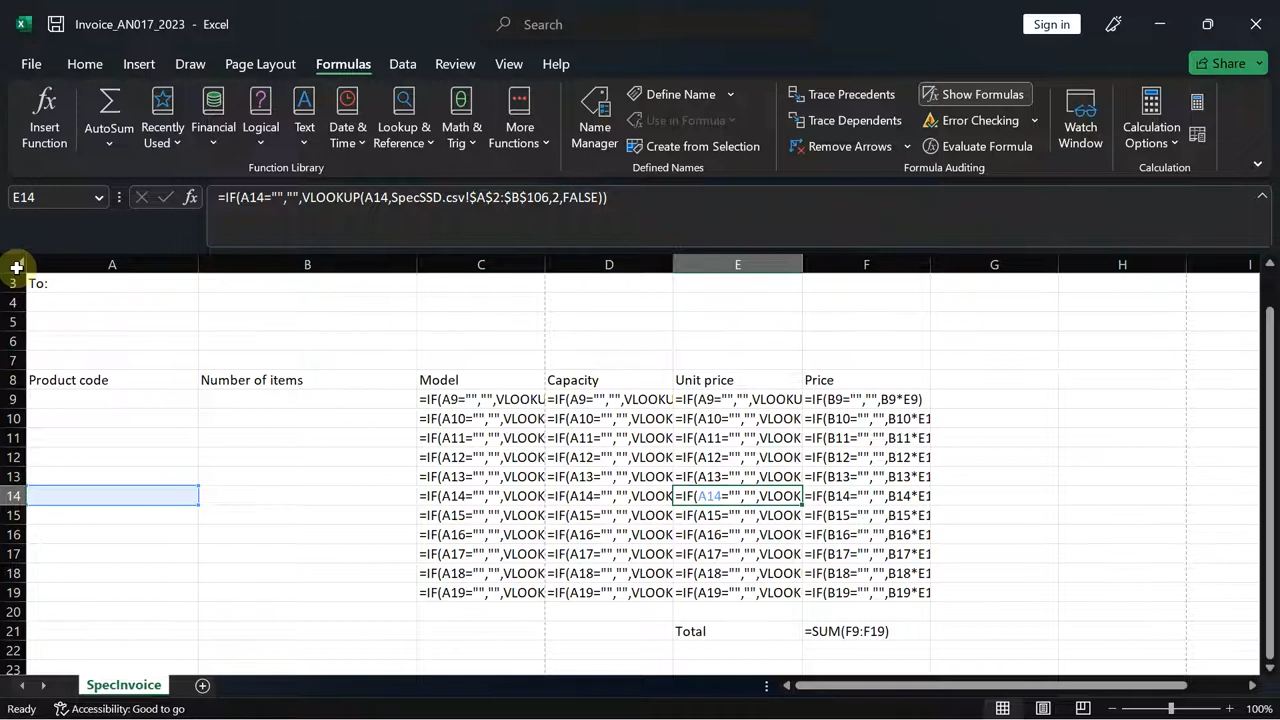 Invoice_AN017_2023 - Excel
Search
Sign in
File Home Insert Draw Page Layout Formulas Data Review View Help
Share
Insert Function
AutoSum
Recently Used
Financial
Logical
Text
Date & Time
Lookup & Reference
Math & Trig
More Functions
Function Library
Name Manager
Define Name
Use in Formula
Create from Selection
Defined Names
Trace Precedents
Trace Dependents
Remove Arrows
Show Formulas
Error Checking
Evaluate Formula
Formula Auditing
Watch Window
Calculation Options
Calculation
E14 fx =IF(A14="","",VLOOKUP(A14,SpecSSD.csv!$A$2:$B$106,2,FALSE))
A B C D E F G H I
3 To:
4
5
6
7
8 Product code Number of items Model Capacity Unit price Price
9 =IF(A9="","",VLOOKU =IF(A9="","",VLOOKU =IF(A9="","",VLOOKU =IF(B9="","",B9*E9)
10 =IF(A10="","",VLOOK =IF(A10="","",VLOOK =IF(A10="","",VLOOK =IF(B10="","",B10*E1
11 =IF(A11="","",VLOOK =IF(A11="","",VLOOK =IF(A11="","",VLOOK =IF(B11="","",B11*E1
12 =IF(A12="","",VLOOK =IF(A12="","",VLOOK =IF(A12="","",VLOOK =IF(B12="","",B12*E1
13 =IF(A13="","",VLOOK =IF(A13="","",VLOOK =IF(A13="","",VLOOK =IF(B13="","",B13*E1
14 =IF(A14="","",VLOOK =IF(A14="","",VLOOK =IF(A14="","",VLOOK =IF(B14="","",B14*E1
15 =IF(A15="","",VLOOK =IF(A15="","",VLOOK =IF(A15="","",VLOOK =IF(B15="","",B15*E1
16 =IF(A16="","",VLOOK =IF(A16="","",VLOOK =IF(A16="","",VLOOK =IF(B16="","",B16*E1
17 =IF(A17="","",VLOOK =IF(A17="","",VLOOK =IF(A17="","",VLOOK =IF(B17="","",B17*E1
18 =IF(A18="","",VLOOK =IF(A18="","",VLOOK =IF(A18="","",VLOOK =IF(B18="","",B18*E1
19 =IF(A19="","",VLOOK =IF(A19="","",VLOOK =IF(A19="","",VLOOK =IF(B19="","",B19*E1
20
21 Total =SUM(F9:F19)
22
23
SpecInvoice
Ready Accessibility: Good to go 100%